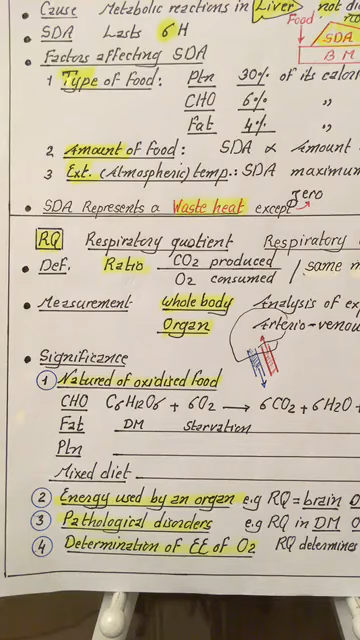 • Cause Metabolic reactions in Liver not di
• SDA Lasts 6 H
Food
SDA
B M
• Factors affecting SDA
1 Type of Food: Ptn 30% of its calori
CHO 6% ,,
Fat 4% ,,
2 Amount of food: SDA ∝ Amount
3 Ext. (Atmospheric) temp.: SDA maximum
zero
• SDA Represents a Waste heat except
RQ Respiratory quotient Respiratory
• Def. Ratio CO2 produced / same m
O2 consumed
• Measurement whole body Analysis of ex
Organ Arterio-venou
• Significance
1 Natured of oxidised food
CHO C6H12O6 + 6O2 → 6CO2 + 6H2O +
Fat DM Starvation
Ptn
Mixed diet
2 Energy used by an organ e.g RQ = brain O
3 Pathological disorders e.g RQ in DM O
4 Determination of EE of O2 RQ determines